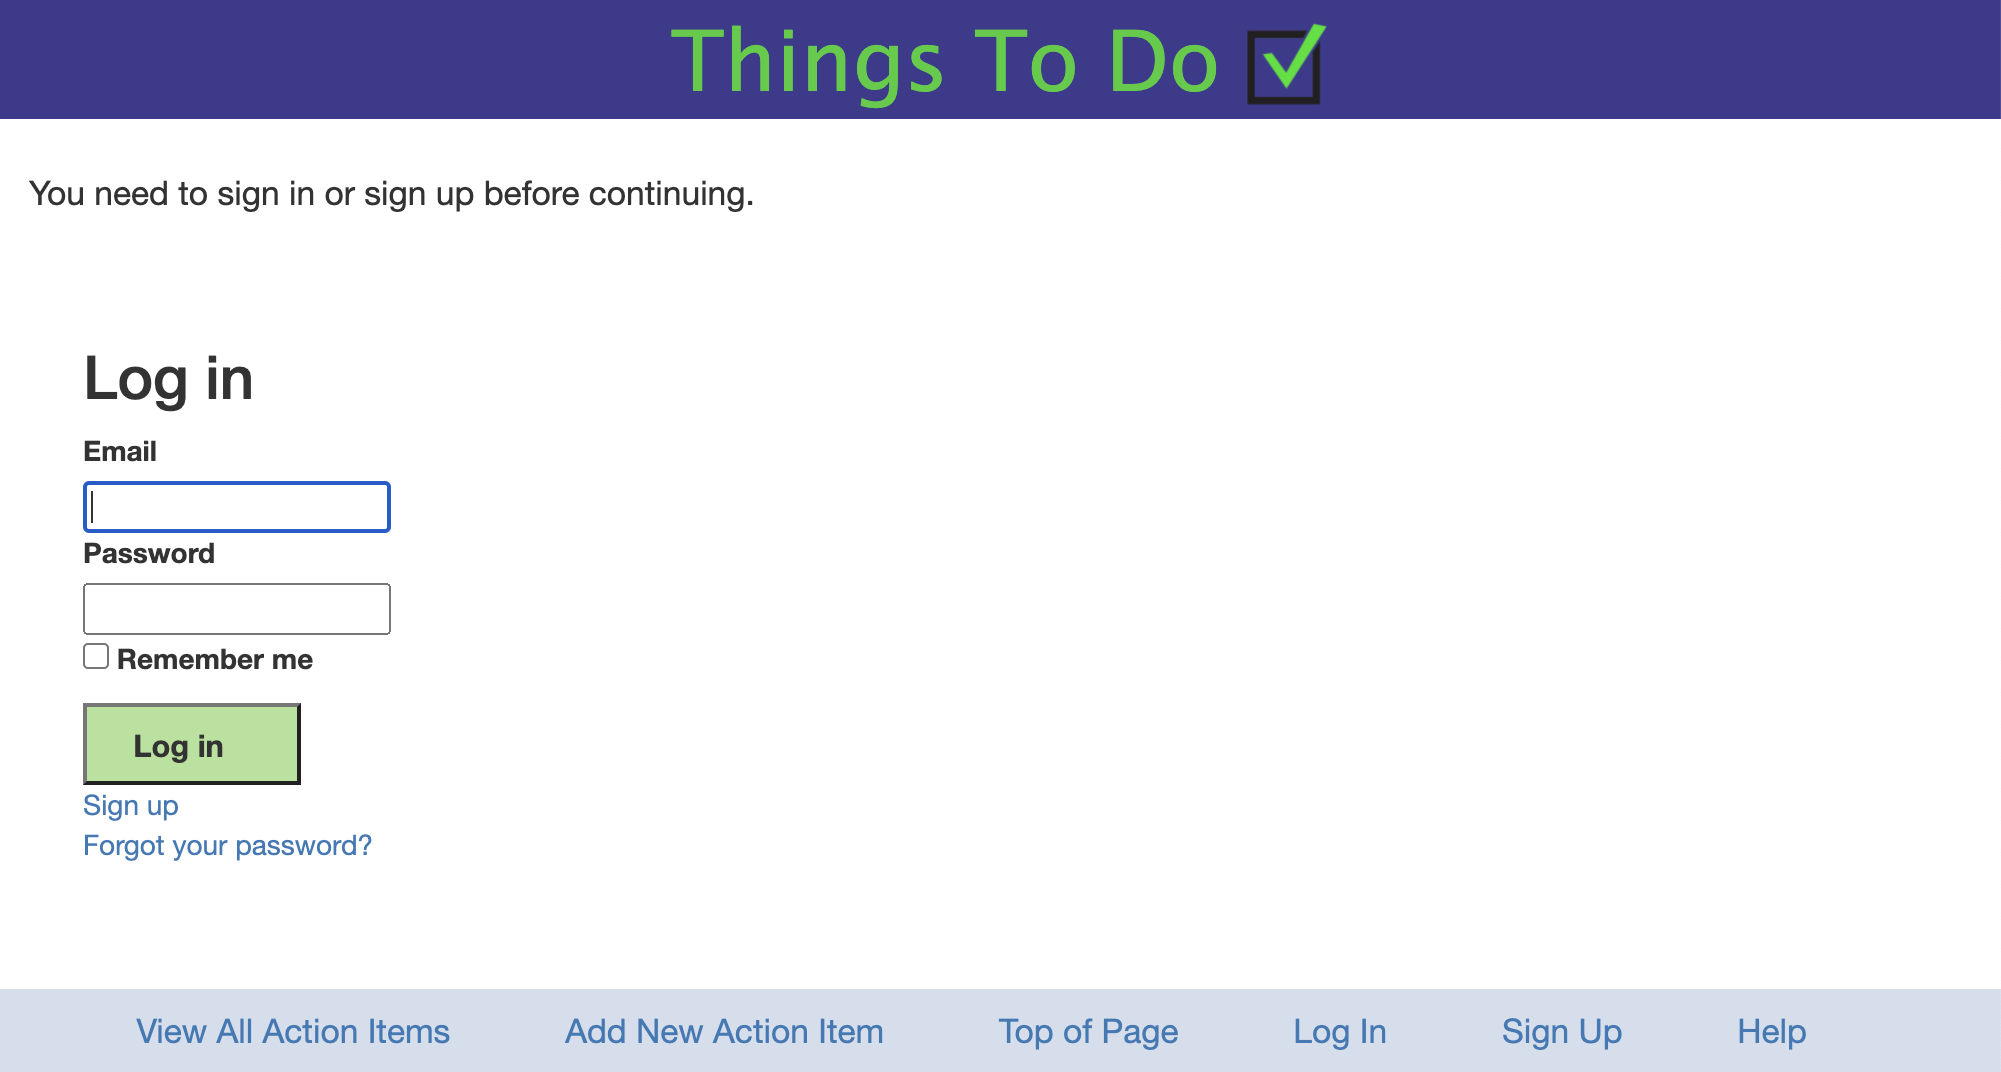 Things To Do
You need to sign in or sign up before continuing.
Log in
Email
Password
Remember me
Log in
Sign up
Forgot your password?
View All Action Items Add New Action Item Top of Page Log In Sign Up Help